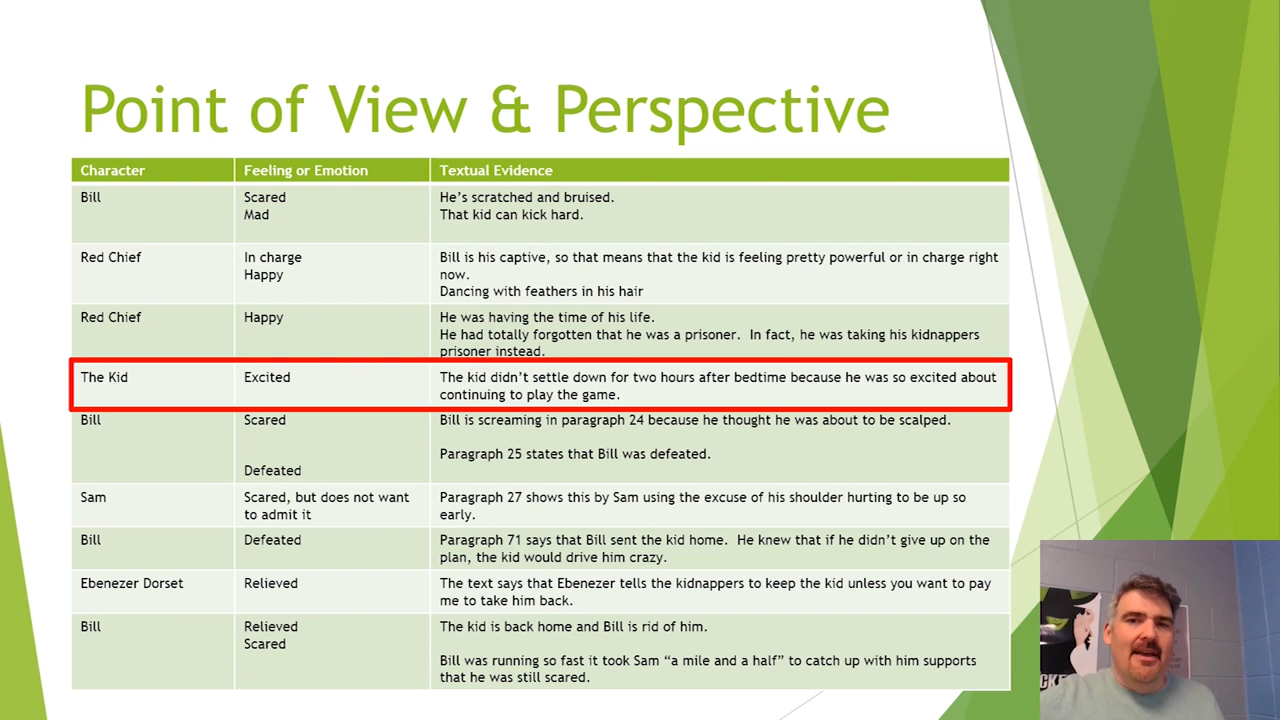 Point of View & Perspective
Character Feeling or Emotion Textual Evidence
Bill Scared He’s scratched and bruised.
Mad That kid can kick hard.
Red Chief In charge Bill is his captive, so that means that the kid is feeling pretty powerful or in charge right
Happy now.
Dancing with feathers in his hair
Red Chief Happy He was having the time of his life.
He had totally forgotten that he was a prisoner. In fact, he was taking his kidnappers
prisoner instead.
The Kid Excited The kid didn’t settle down for two hours after bedtime because he was so excited about
continuing to play the game.
Bill Scared Bill is screaming in paragraph 24 because he thought he was about to be scalped.
Paragraph 25 states that Bill was defeated.
Defeated
Sam Scared, but does not want Paragraph 27 shows this by Sam using the excuse of his shoulder hurting to be up so
to admit it early.
Bill Defeated Paragraph 71 says that Bill sent the kid home. He knew that if he didn’t give up on the
plan, the kid would drive him crazy.
Ebenezer Dorset Relieved The text says that Ebenezer tells the kidnappers to keep the kid unless you want to pay
me to take him back.
Bill Relieved The kid is back home and Bill is rid of him.
Scared
Bill was running so fast it took Sam “a mile and a half” to catch up with him supports
that he was still scared.